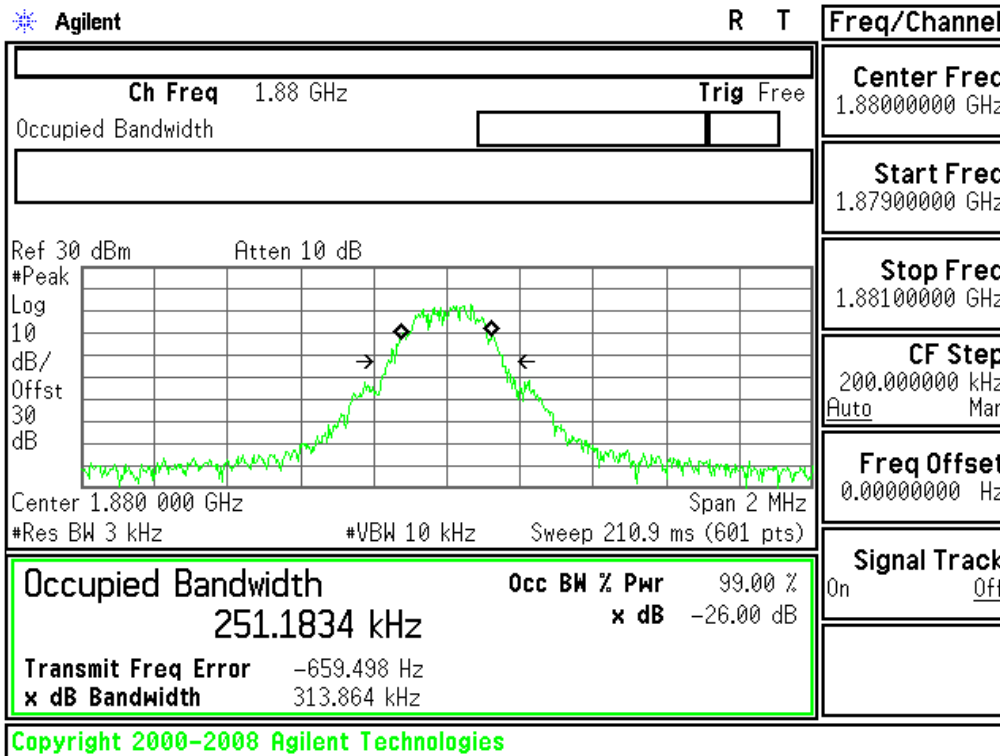 Agilent R T
Ch Freq 1.88 GHz Trig Free
Occupied Bandwidth
Ref 30 dBm Atten 10 dB
#Peak
Log
10
dB/
Offst
30
dB
Center 1.880 000 GHz Span 2 MHz
#Res BW 3 kHz #VBW 10 kHz Sweep 210.9 ms (601 pts)
Occupied Bandwidth Occ BW % Pwr 99.00 %
251.1834 kHz x dB -26.00 dB
Transmit Freq Error -659.498 Hz
x dB Bandwidth 313.864 kHz
Copyright 2000-2008 Agilent Technologies
Freq/Channel
Center Freq
1.88000000 GHz
Start Freq
1.87900000 GHz
Stop Freq
1.88100000 GHz
CF Step
200.000000 kHz
Auto Man
Freq Offset
0.00000000 Hz
Signal Track
On Off